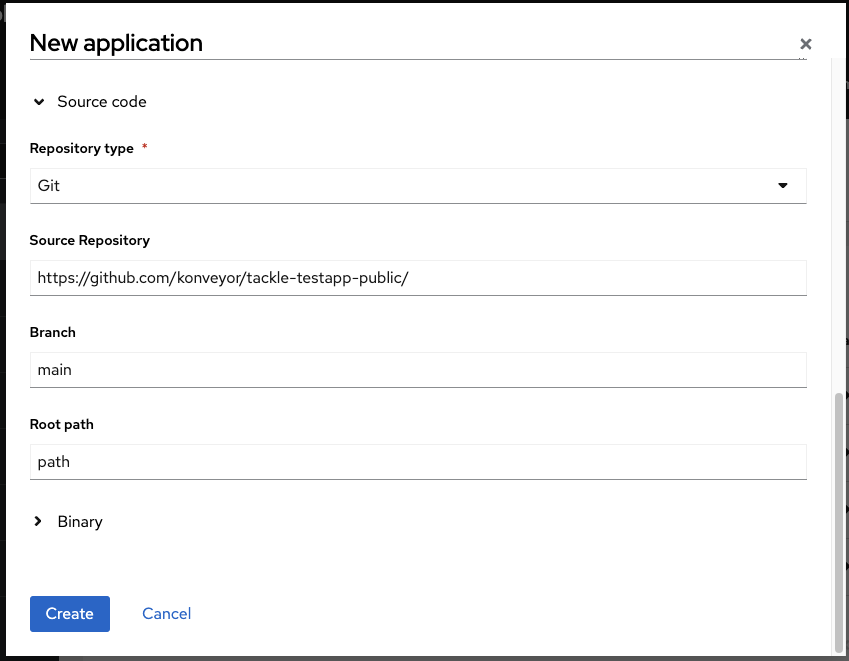 New application
Source code
Repository type *
Git
Source Repository
https://github.com/konveyor/tackle-testapp-public/
Branch
main
Root path
path
Binary
Create
Cancel